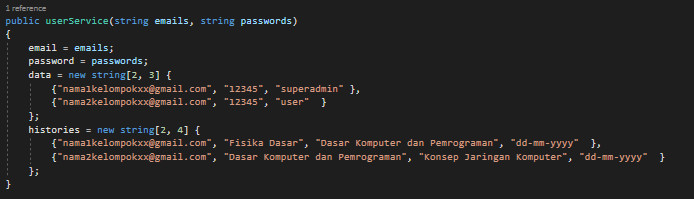 1 reference
public userService(string emails, string passwords)
{
email = emails;
password = passwords;
data = new string[2, 3] {
{"nama1kelompokxx@gmail.com", "12345", "superadmin" },
{"nama2kelompokxx@gmail.com", "12345", "user"  }
};
histories = new string[2, 4] {
{"nama1kelompokxx@gmail.com", "Fisika Dasar", "Dasar Komputer dan Pemrograman", "dd-mm-yyyy"  },
{"nama2kelompokxx@gmail.com", "Dasar Komputer dan Pemrograman", "Konsep Jaringan Komputer", "dd-mm-yyyy"  }
};
}